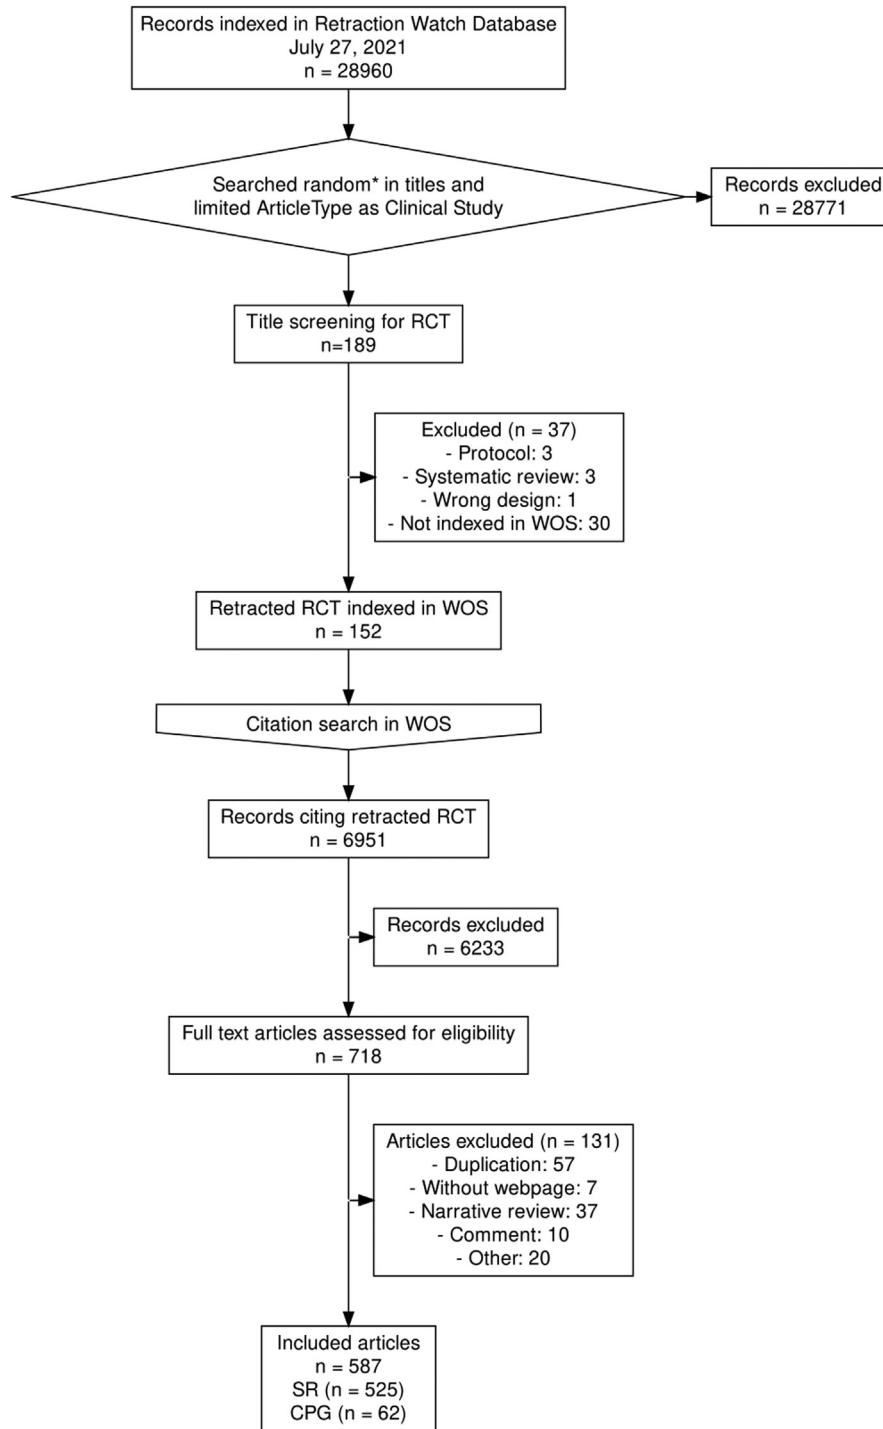 Records indexed in Retraction Watch Database
July 27, 2021
n = 28960
Searched random* in titles and
limited ArticleType as Clinical Study
Records excluded
n = 28771
Title screening for RCT
n=189
Excluded (n = 37)
- Protocol: 3
- Systematic review: 3
- Wrong design: 1
- Not indexed in WOS: 30
Retracted RCT indexed in WOS
n = 152
Citation search in WOS
Records citing retracted RCT
n = 6951
Records excluded
n = 6233
Full text articles assessed for eligibility
n = 718
Articles excluded (n = 131)
- Duplication: 57
- Without webpage: 7
- Narrative review: 37
- Comment: 10
- Other: 20
Included articles
n = 587
SR (n = 525)
CPG (n = 62)